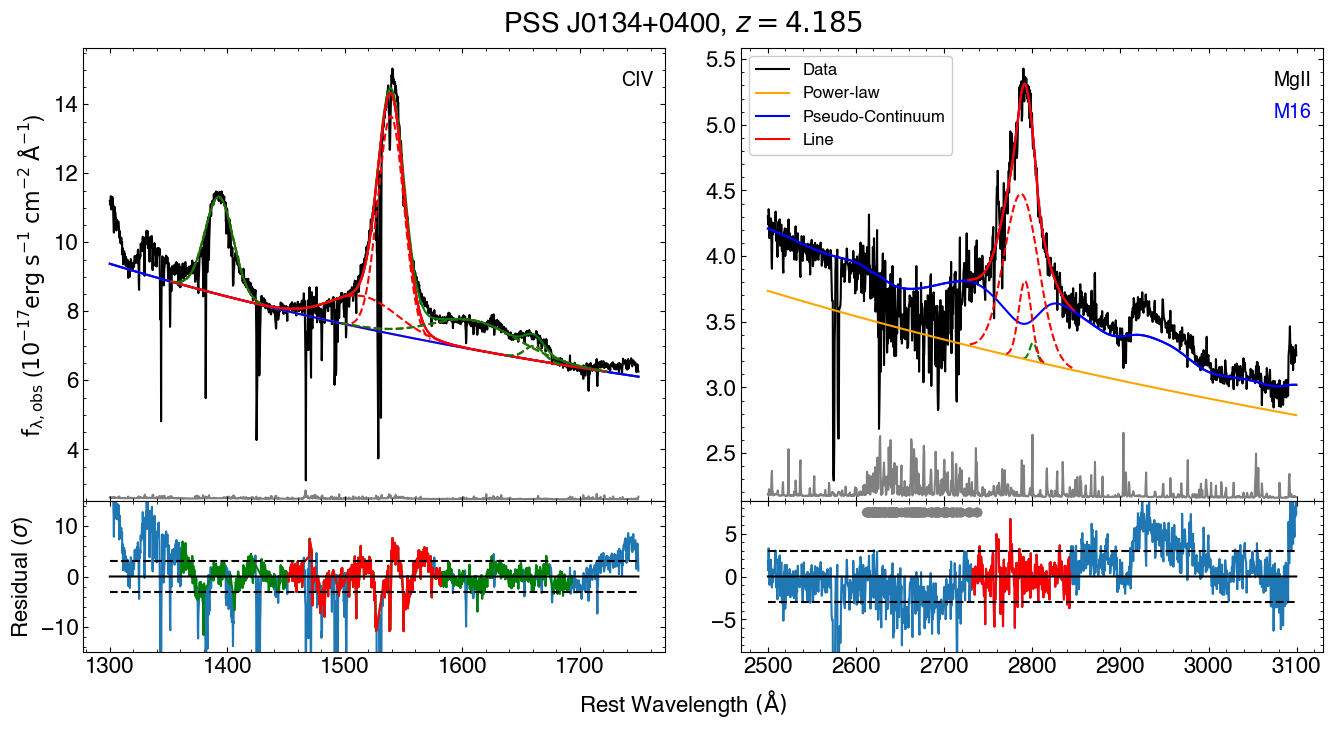 PSS J0134+0400, z = 4.185
CIV
14
12
10
8
6
4
f_λ,obs (10⁻¹⁷erg s⁻¹ cm⁻² Å⁻¹)
10
0
−10
Residual (σ)
1300 1400 1500 1600 1700
Data
Power-law
Pseudo-Continuum
Line
MgII
M16
5.5
5.0
4.5
4.0
3.5
3.0
2.5
5
0
−5
2500 2600 2700 2800 2900 3000 3100
Rest Wavelength (Å)